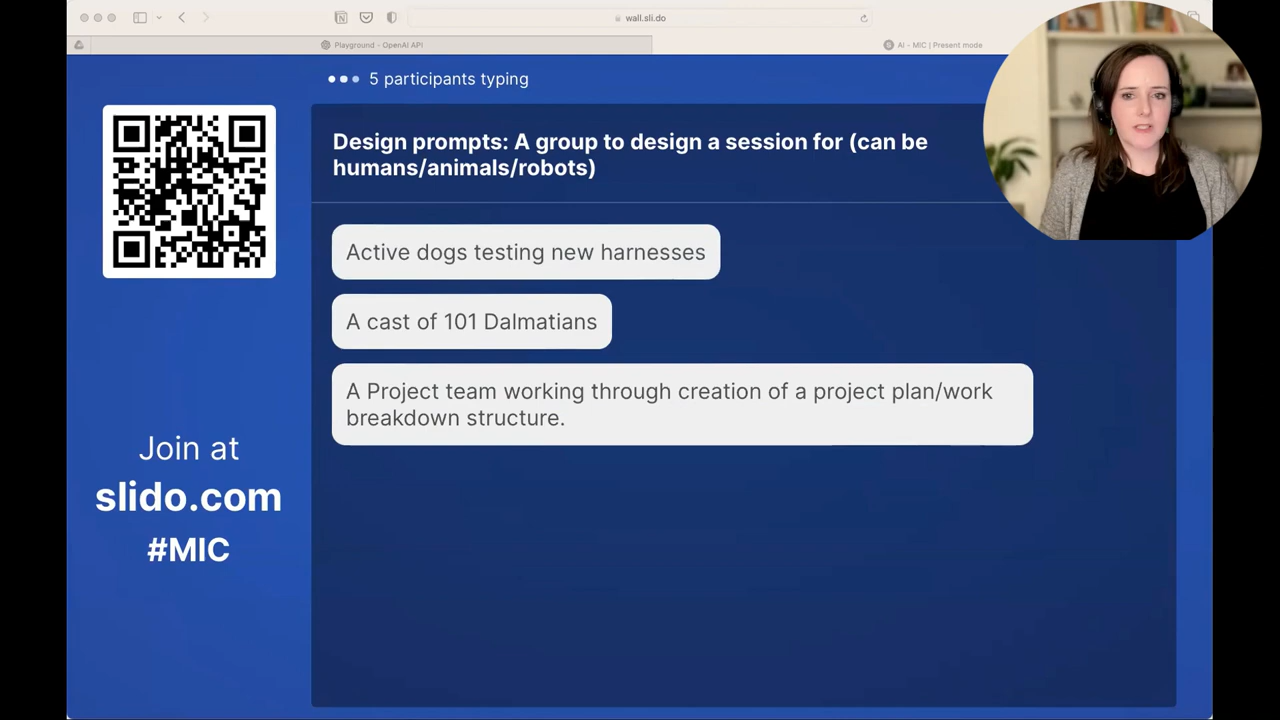 wall.sli.do
Playground - OpenAI API
AI - MIC | Present mode
5 participants typing
Design prompts: A group to design a session for (can be
humans/animals/robots)
Active dogs testing new harnesses
A cast of 101 Dalmatians
A Project team working through creation of a project plan/work
breakdown structure.
Join at
slido.com
#MIC